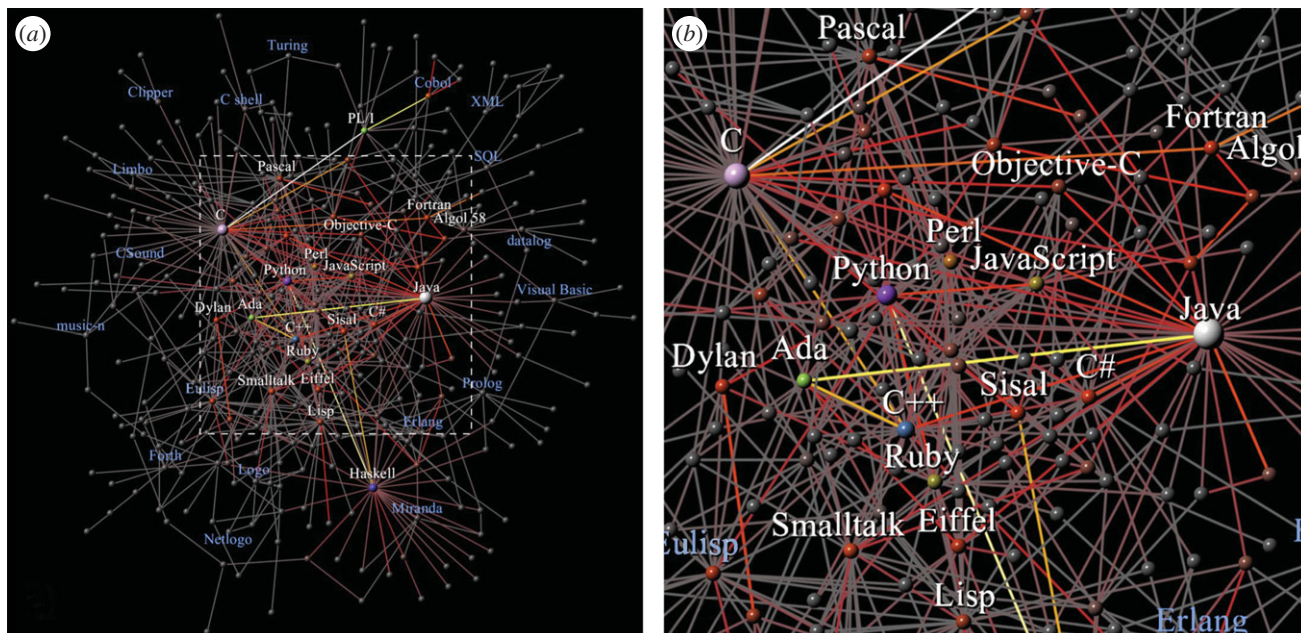 (a)
Turing
Clipper
Cobol
C shell
XML
PL/I
SQL
Limbo
Pascal
Fortran
C
Objective-C
Algol 58
datalog
CSound
Perl
Python
JavaScript
Visual Basic
Java
Dylan
Ada
music-n
C++
Sisal
C#
Ruby
Eulisp
Smalltalk
Eiffel
Prolog
Lisp
Erlang
Forth
Logo
Haskell
Miranda
Netlogo
(b)
Pascal
C
Fortran
Objective-C
Algol
Perl
Python
JavaScript
Java
Dylan
Ada
C++
Sisal
C#
Ruby
Smalltalk
Eiffel
Eulisp
Lisp
Erlang